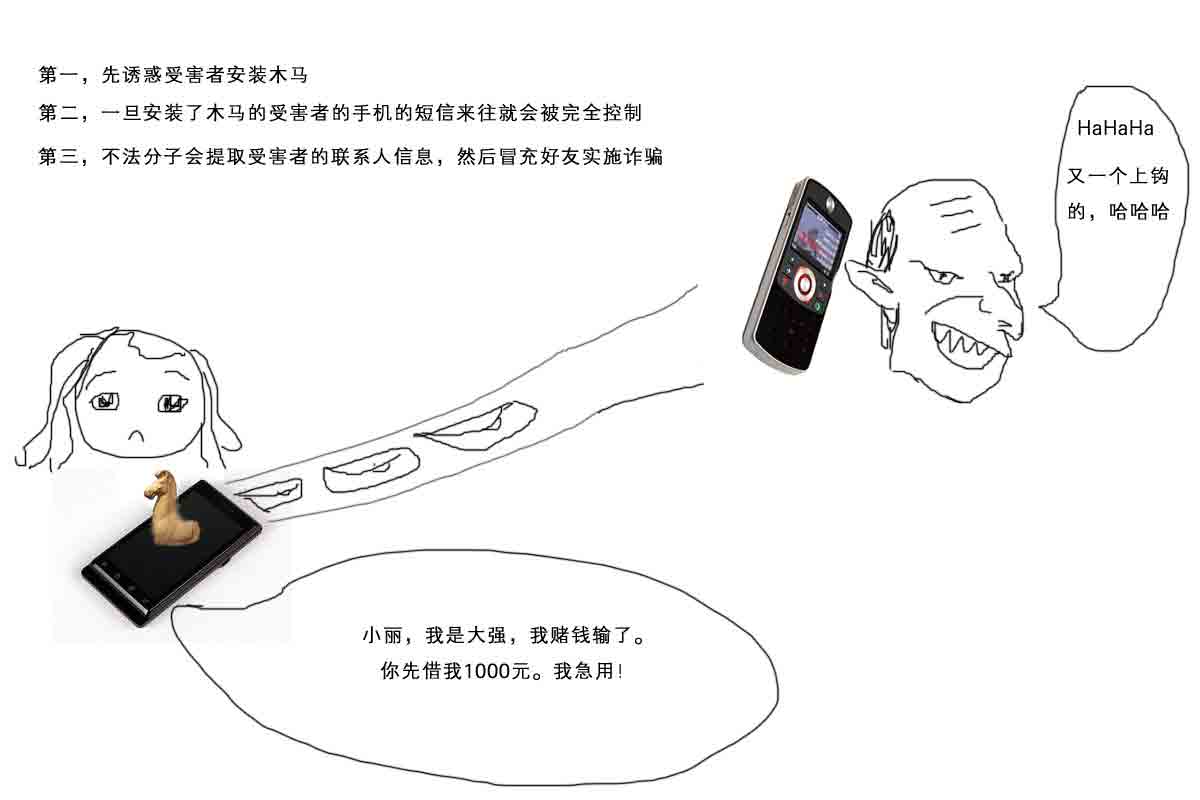 第一，先诱惑受害者安装木马
第二，一旦安装了木马的受害者的手机的短信来往就会被完全控制
第三，不法分子会提取受害者的联系人信息，然后冒充好友实施诈骗
HaHaHa
又一个上钩
的，哈哈哈
小丽，我是大强，我赌钱输了。
你先借我1000元。我急用！